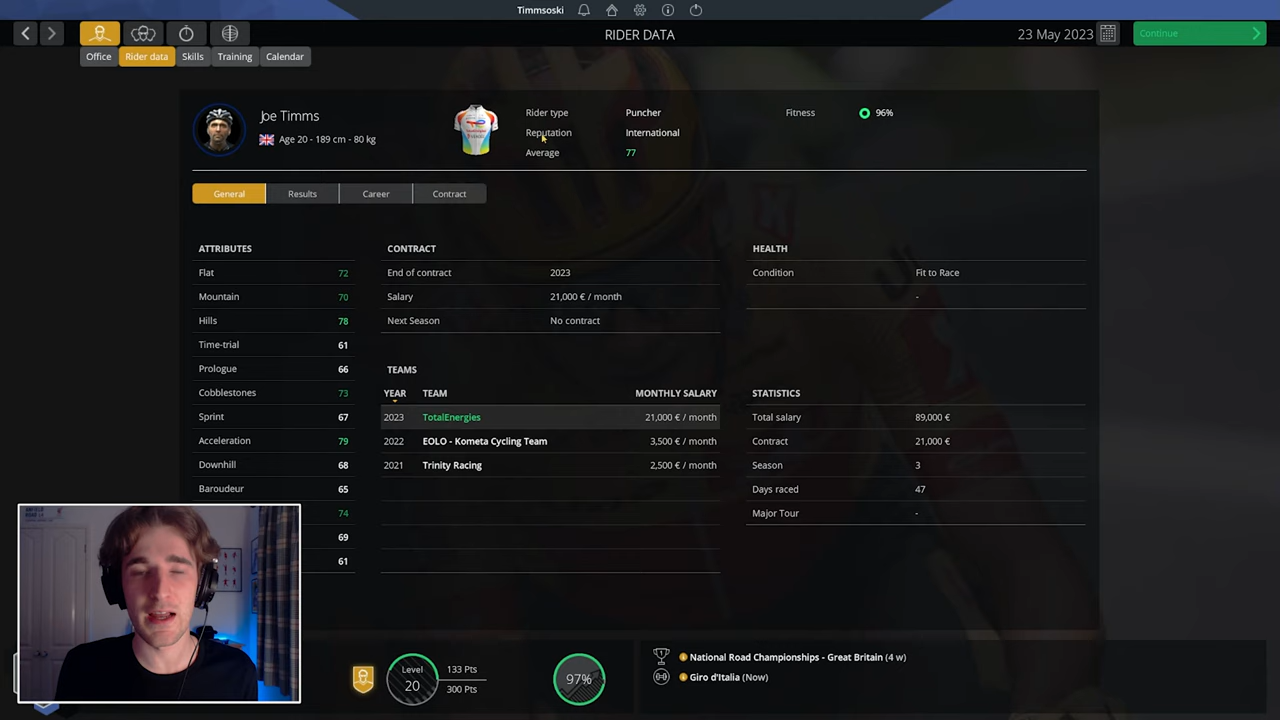 Timmsoski
RIDER DATA
23 May 2023
Continue
Office
Rider data
Skills
Training
Calendar
Joe Timms
Age 20 - 189 cm - 80 kg
Rider type Puncher
Reputation International
Average 77
Fitness 96%
General
Results
Career
Contract
ATTRIBUTES
Flat 72
Mountain 70
Hills 78
Time-trial 61
Prologue 66
Cobblestones 73
Sprint 67
Acceleration 79
Downhill 68
Baroudeur 65
74
69
61
CONTRACT
End of contract 2023
Salary 21,000 € / month
Next Season No contract
TEAMS
YEAR TEAM MONTHLY SALARY
2023 TotalEnergies 21,000 € / month
2022 EOLO - Kometa Cycling Team 3,500 € / month
2021 Trinity Racing 2,500 € / month
HEALTH
Condition Fit to Race
-
STATISTICS
Total salary 89,000 €
Contract 21,000 €
Season 3
Days raced 47
Major Tour -
Level
20
133 Pts
300 Pts
97%
National Road Championships - Great Britain (4 w)
Giro d'Italia (Now)